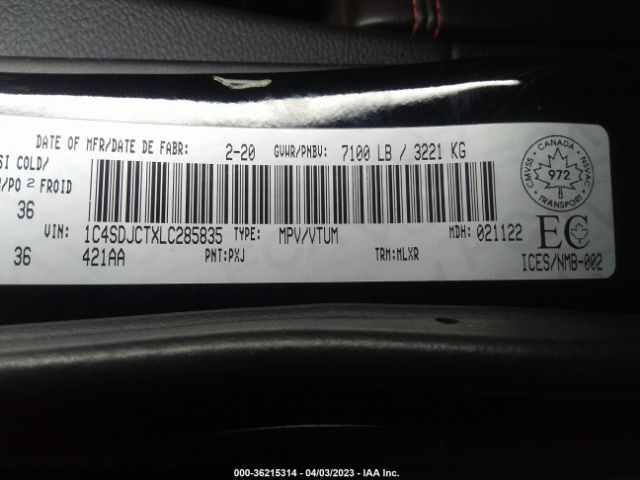 DATE OF MFR/DATE DE FABR: 2-20 GVWR/PNBV: 7100 LB / 3221 KG
SI COLD/
/PO 2 FROID
36
VIN: 1C4SDJCTXLC285835 TYPE: MPV/VTUM MDH: 021122
36 421AA PNT:PXJ TRM:MLXR
CANADA
CMVSS 972 NSVAC
TRANSPORT
EC
ICES/NMB-002
000-36215314 - 04/03/2023 - IAA Inc.